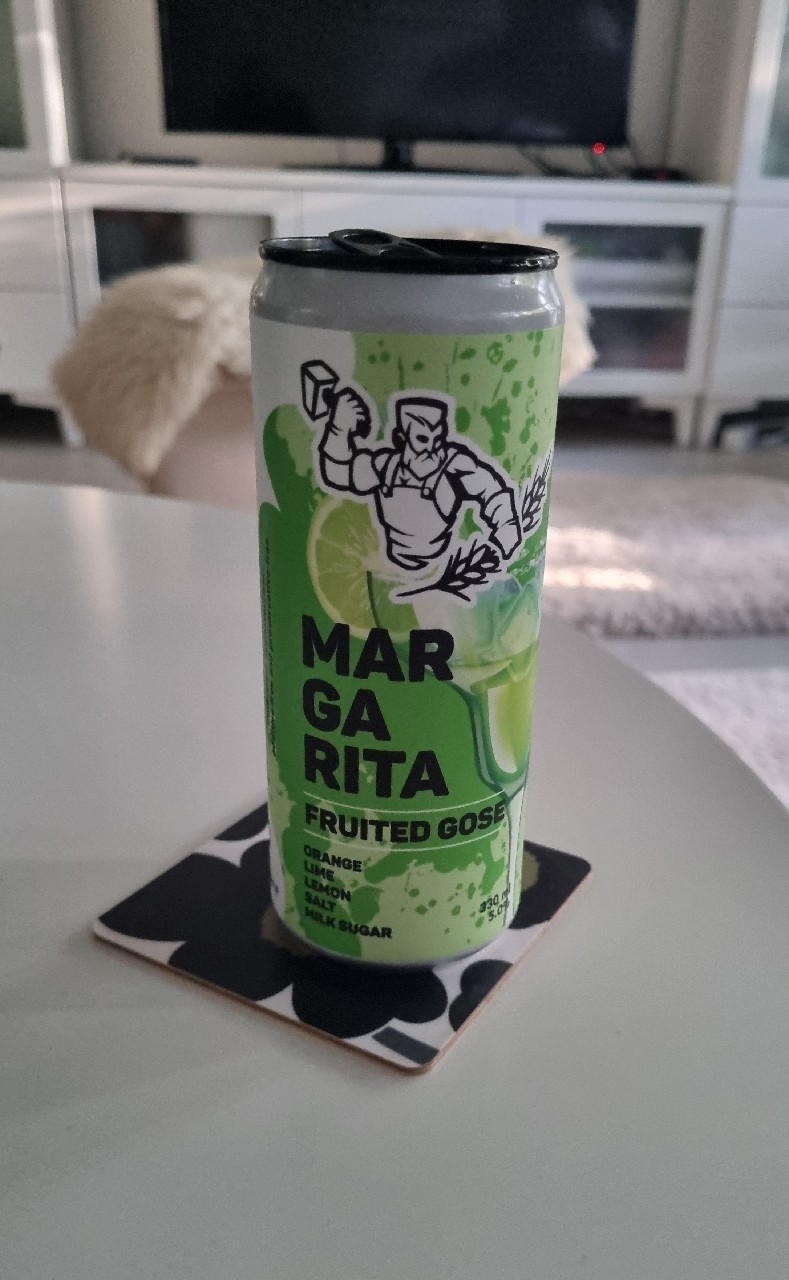 MAR
GA
RITA
FRUITED GOSE
ORANGE
LIME
LEMON
SALT
MILK SUGAR
330 ml
5.0%